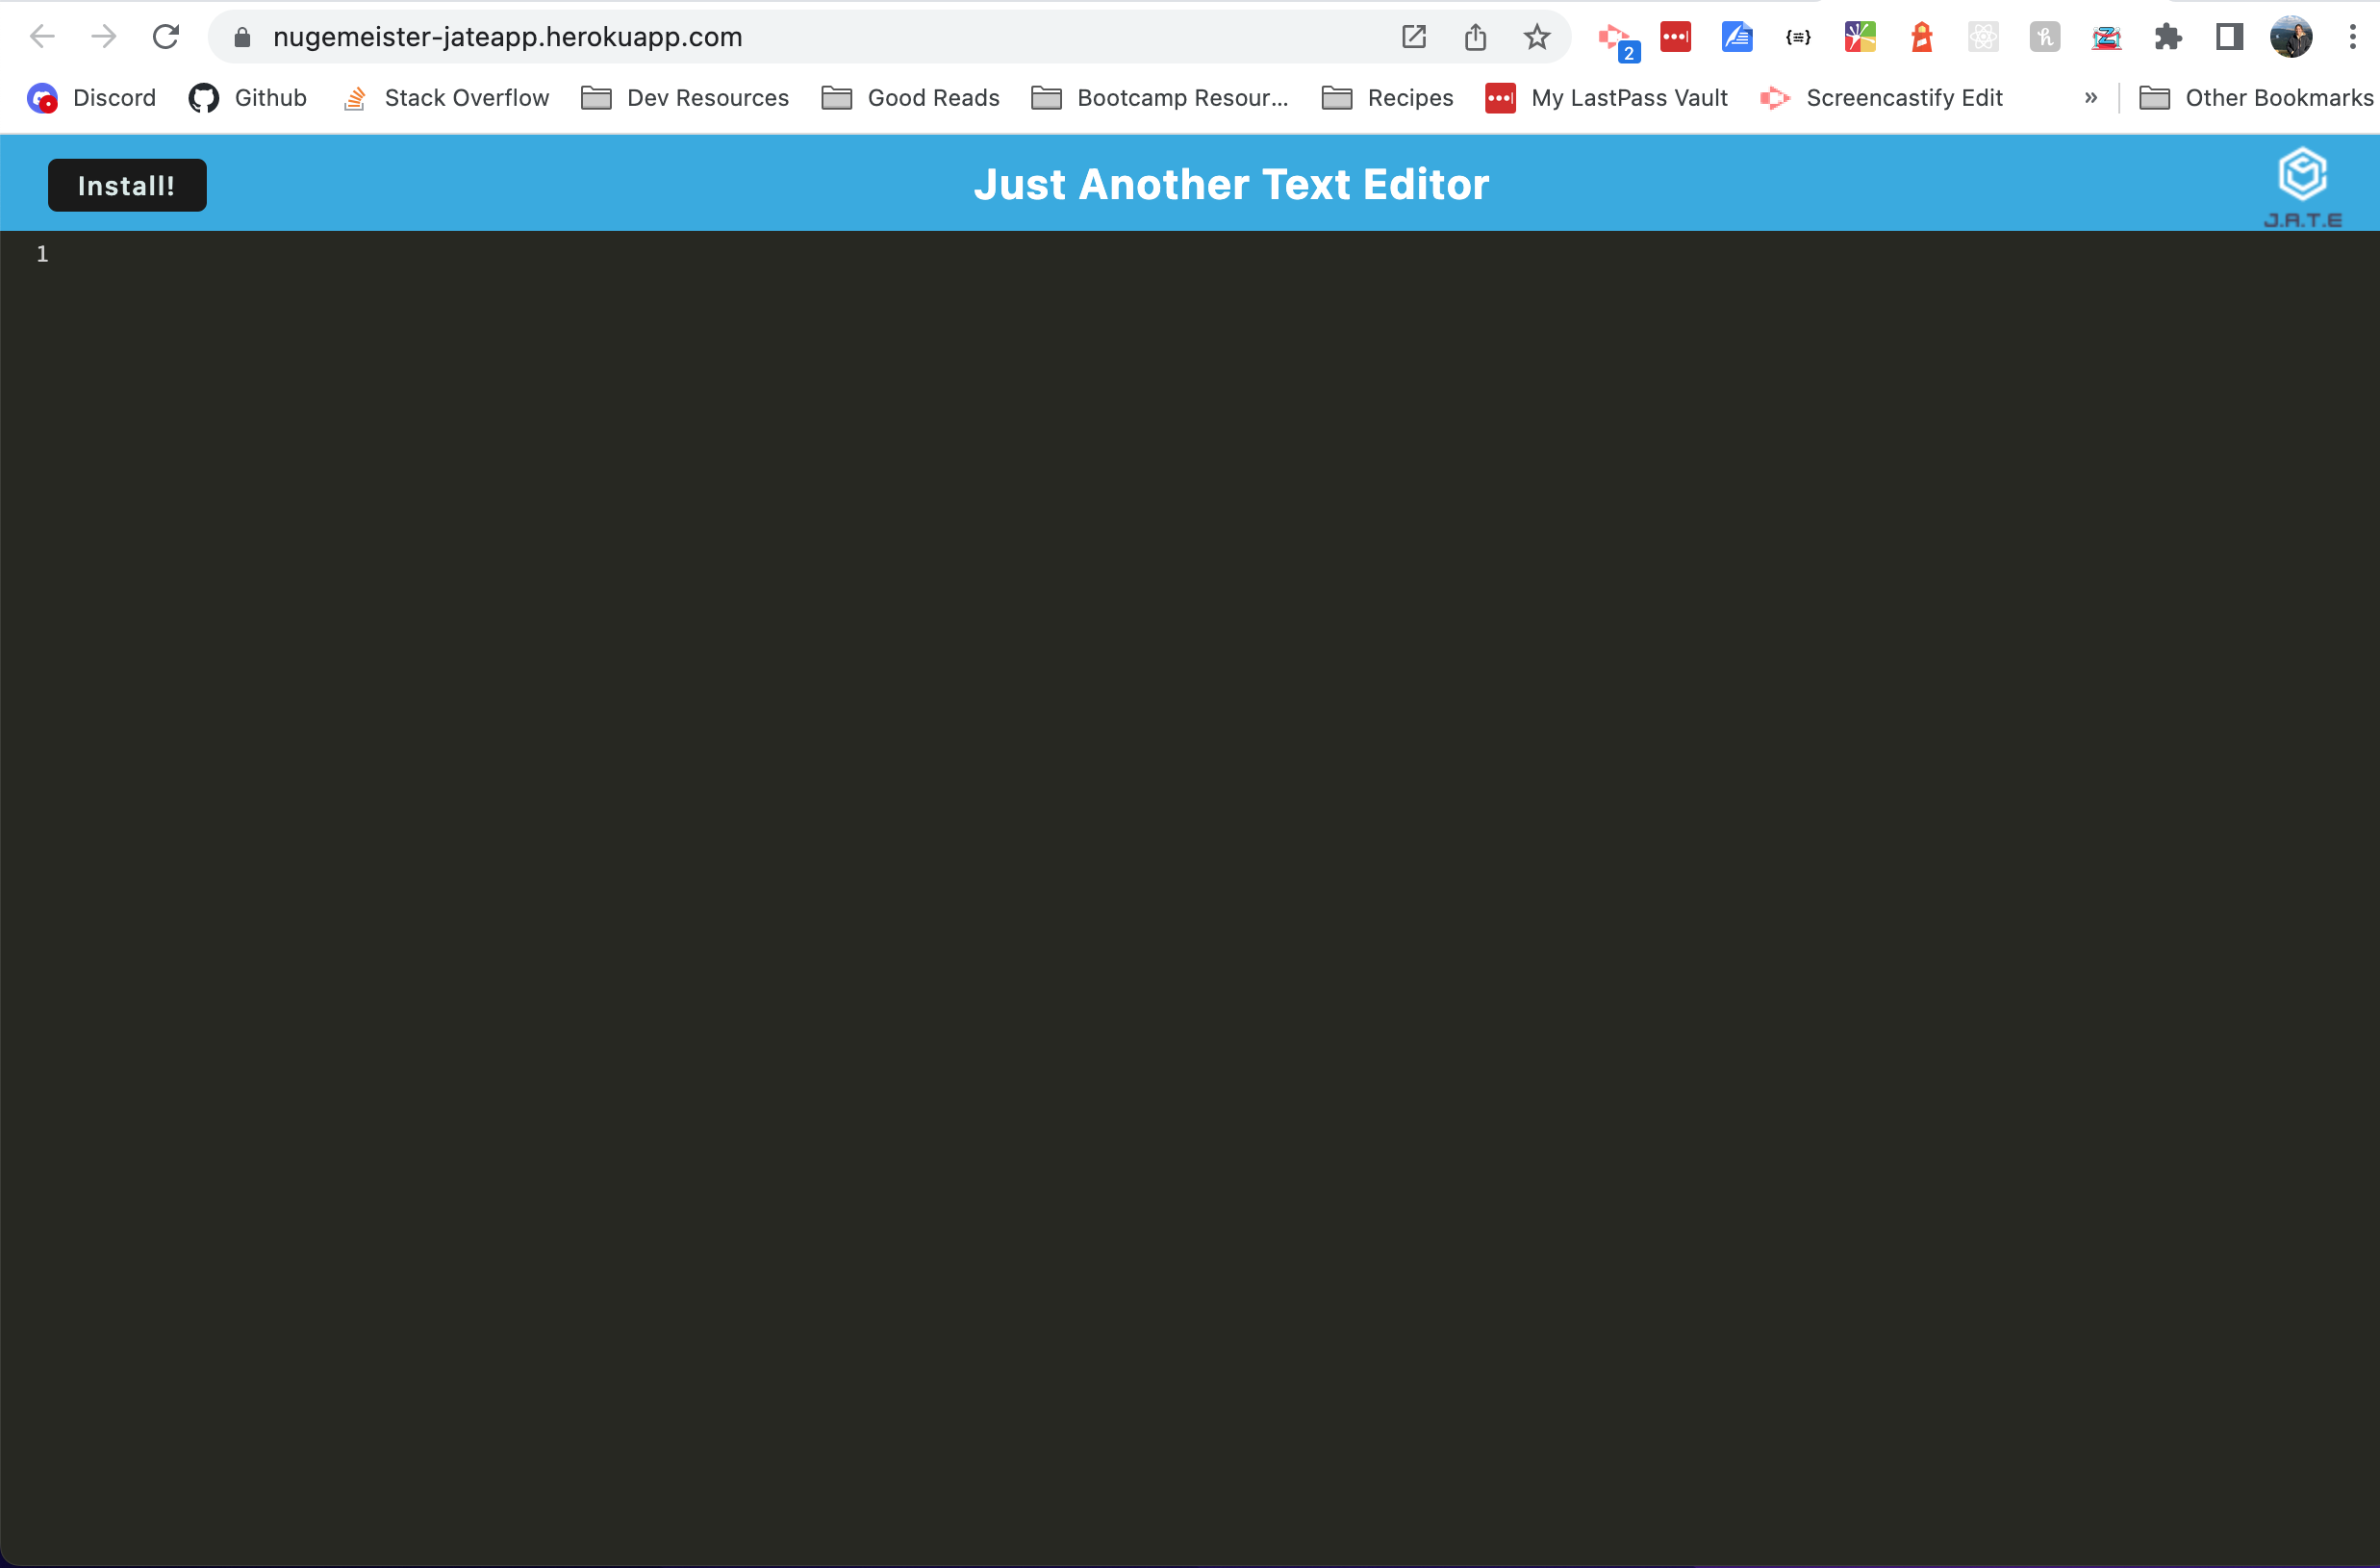 nugemeister-jateapp.herokuapp.com 2
Discord Github Stack Overflow Dev Resources Good Reads Bootcamp Resour... Recipes My LastPass Vault Screencastify Edit » Other Bookmarks
Install! Just Another Text Editor
J.A.T.E
1